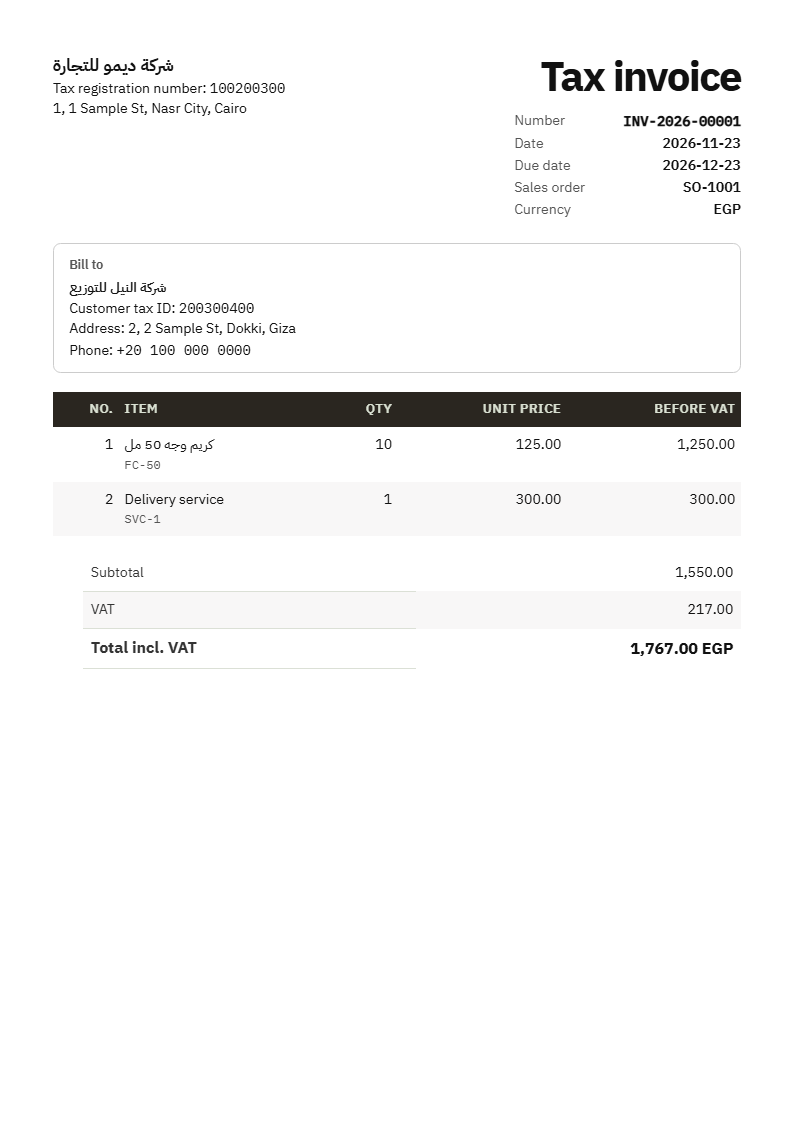 شركة ديمو للتجارة
Tax registration number: 100200300
1, 1 Sample St, Nasr City, Cairo
Tax invoice
Number INV-2026-00001
Date 2026-11-23
Due date 2026-12-23
Sales order SO-1001
Currency EGP
Bill to
شركة النيل للتوزيع
Customer tax ID: 200300400
Address: 2, 2 Sample St, Dokki, Giza
Phone: +20 100 000 0000
NO. ITEM QTY UNIT PRICE BEFORE VAT
1 كريم وجه 50 مل 10 125.00 1,250.00
FC-50
2 Delivery service 1 300.00 300.00
SVC-1
Subtotal 1,550.00
VAT 217.00
Total incl. VAT 1,767.00 EGP